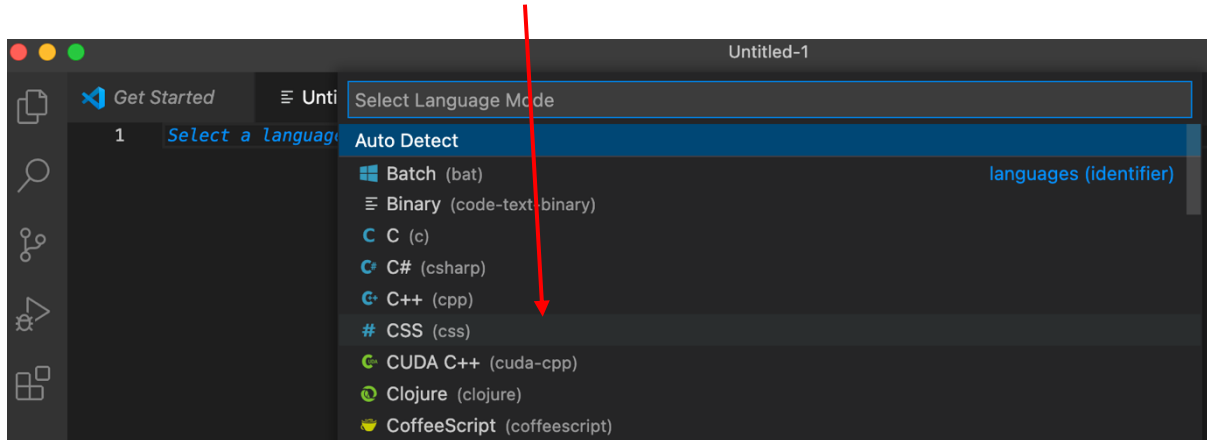 Untitled-1
Get Started
Unti
Select Language Mode
1 Select a language
Auto Detect
Batch (bat) languages (identifier)
Binary (code-text-binary)
C C (c)
C# C# (csharp)
C++ (cpp)
# CSS (css)
CUDA C++ (cuda-cpp)
Clojure (clojure)
CoffeeScript (coffeescript)